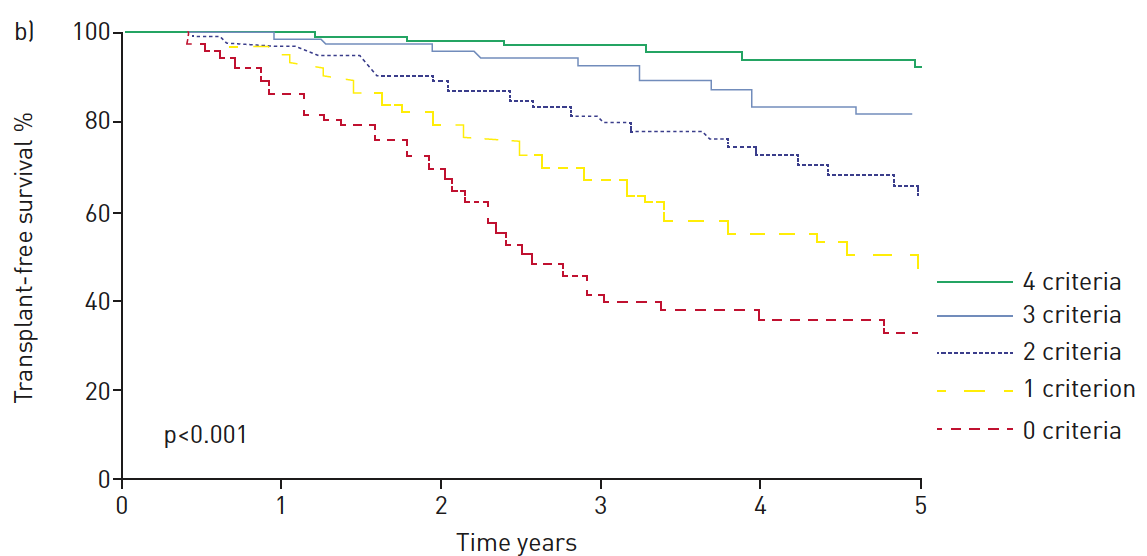 b)
100
80
60
40
20
0
Transplant-free survival %
p<0.001
0 1 2 3 4 5
Time years
4 criteria
3 criteria
2 criteria
1 criterion
0 criteria